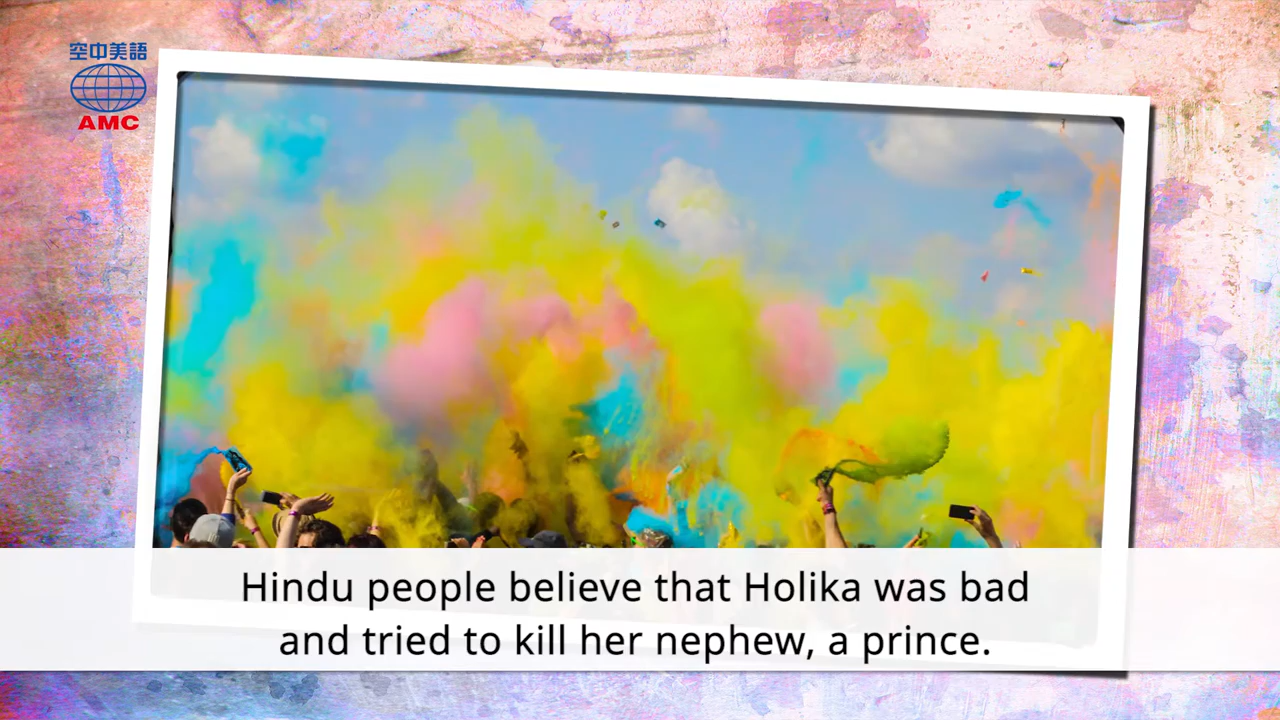 空中美語
AMC
Hindu people believe that Holika was bad
and tried to kill her nephew, a prince.